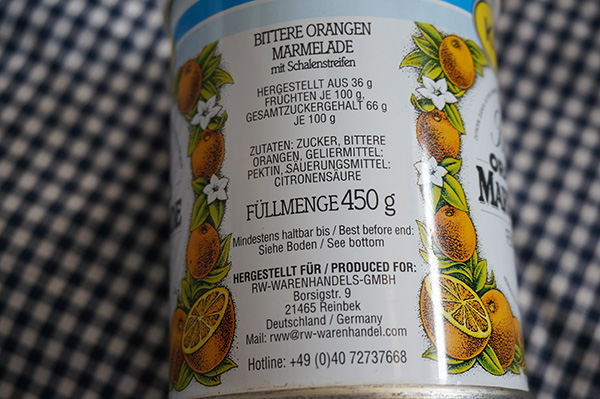 BITTERE ORANGEN
MARMELADE
mit Schalenstreifen
HERGESTELLT AUS 36 g
FRÜCHTEN JE 100 g,
GESAMTZUCKERGEHALT 66 g
JE 100 g
ZUTATEN: ZUCKER, BITTERE
ORANGEN, GELIERMITTEL:
PEKTIN, SÄUERUNGSMITTEL:
CITRONENSÄURE
FÜLLMENGE 450 g
Mindestens haltbar bis / Best before end:
Siehe Boden / See bottom
HERGESTELLT FÜR / PRODUCED FOR:
RW-WARENHANDELS-GMBH
Borsigstr. 9
21465 Reinbek
Deutschland / Germany
Mail: rww@rw-warenhandel.com
Hotline: +49 (0)40 72737668